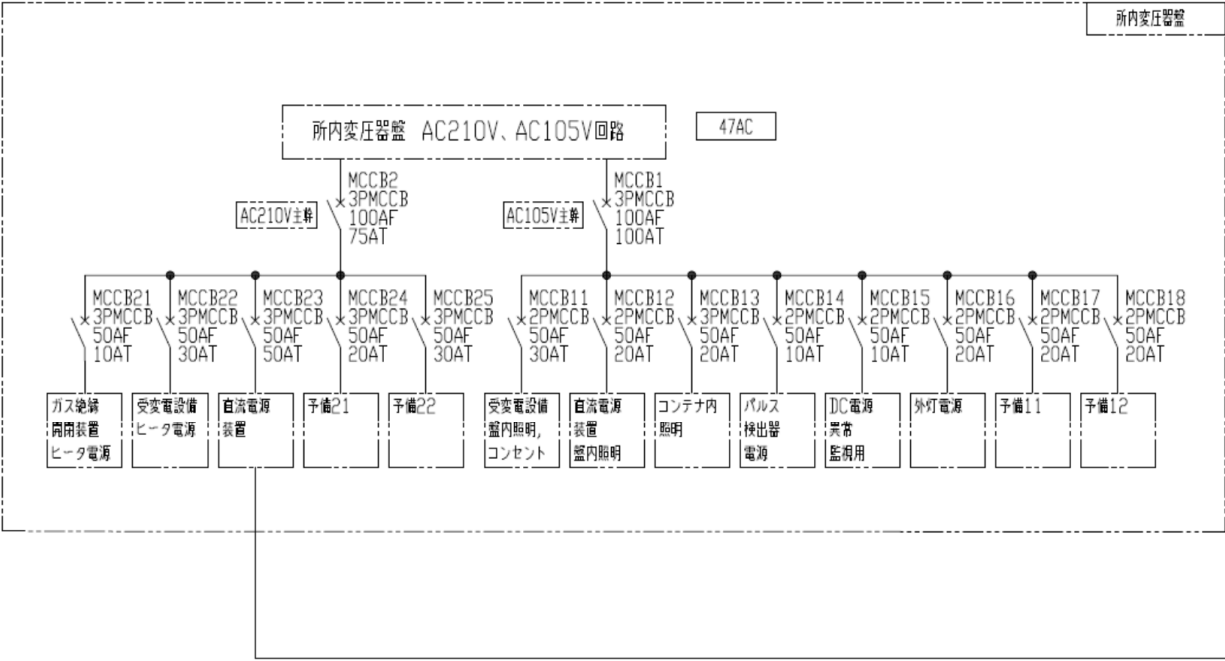 所内変圧器盤
所内変圧器盤 AC210V、AC105V回路
47AC
AC210V主幹
MCCB2
3PMCCB
100AF
75AT
AC105V主幹
MCCB1
3PMCCB
100AF
100AT
MCCB21
3PMCCB
50AF
10AT
MCCB22
3PMCCB
50AF
30AT
MCCB23
3PMCCB
50AF
50AT
MCCB24
3PMCCB
50AF
20AT
MCCB25
3PMCCB
50AF
30AT
MCCB11
2PMCCB
50AF
30AT
MCCB12
2PMCCB
50AF
20AT
MCCB13
3PMCCB
50AF
20AT
MCCB14
2PMCCB
50AF
10AT
MCCB15
2PMCCB
50AF
10AT
MCCB16
2PMCCB
50AF
20AT
MCCB17
2PMCCB
50AF
20AT
MCCB18
2PMCCB
50AF
20AT
ガス絶縁
開閉装置
ヒータ電源
受変電設備
ヒータ電源
直流電源
装置
予備21
予備22
受変電設備
盤内照明,
コンセント
直流電源
装置
盤内照明
コンテナ内
照明
パルス
検出器
電源
DC電源
異常
監視用
外灯電源
予備11
予備12